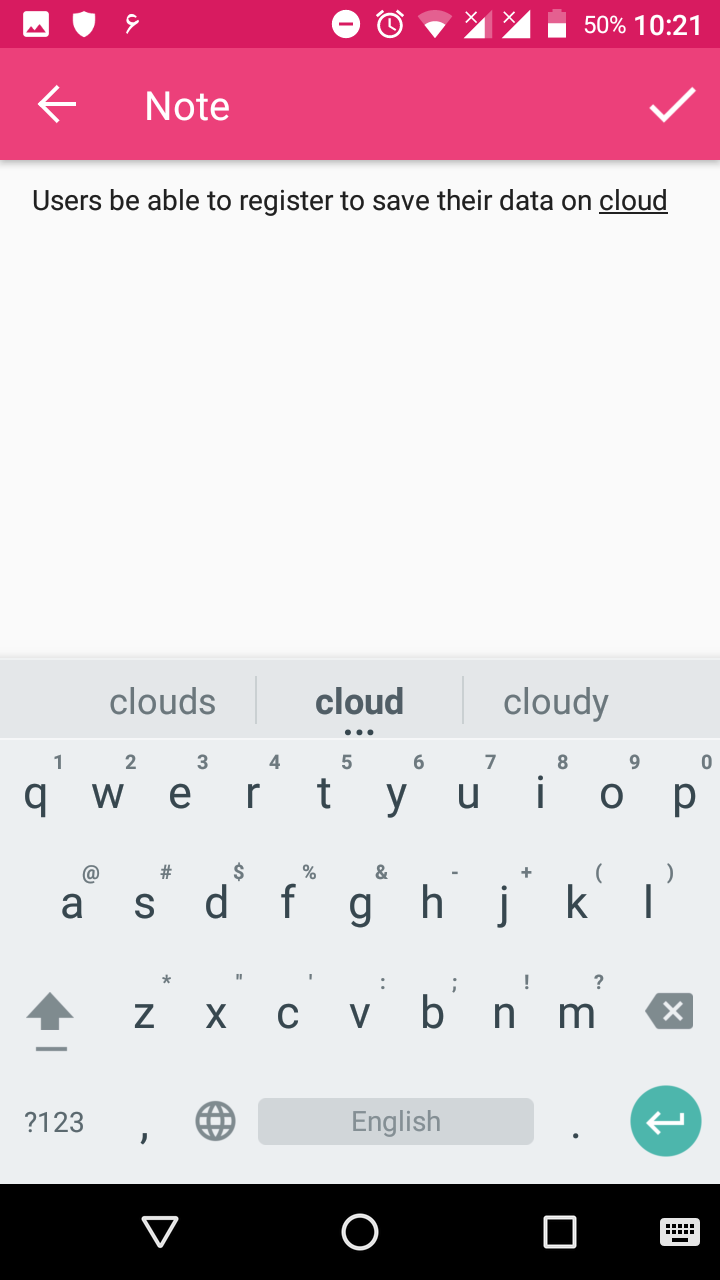 ۶ 50% 10:21
Note
Users be able to register to save their data on cloud
clouds cloud cloudy
1 2 3 4 5 6 7 8 9 0
q w e r t y u i o p
@ # $ % & - + ( )
a s d f g h j k l
* " ' : ; ! ?
z x c v b n m
?123 , English .